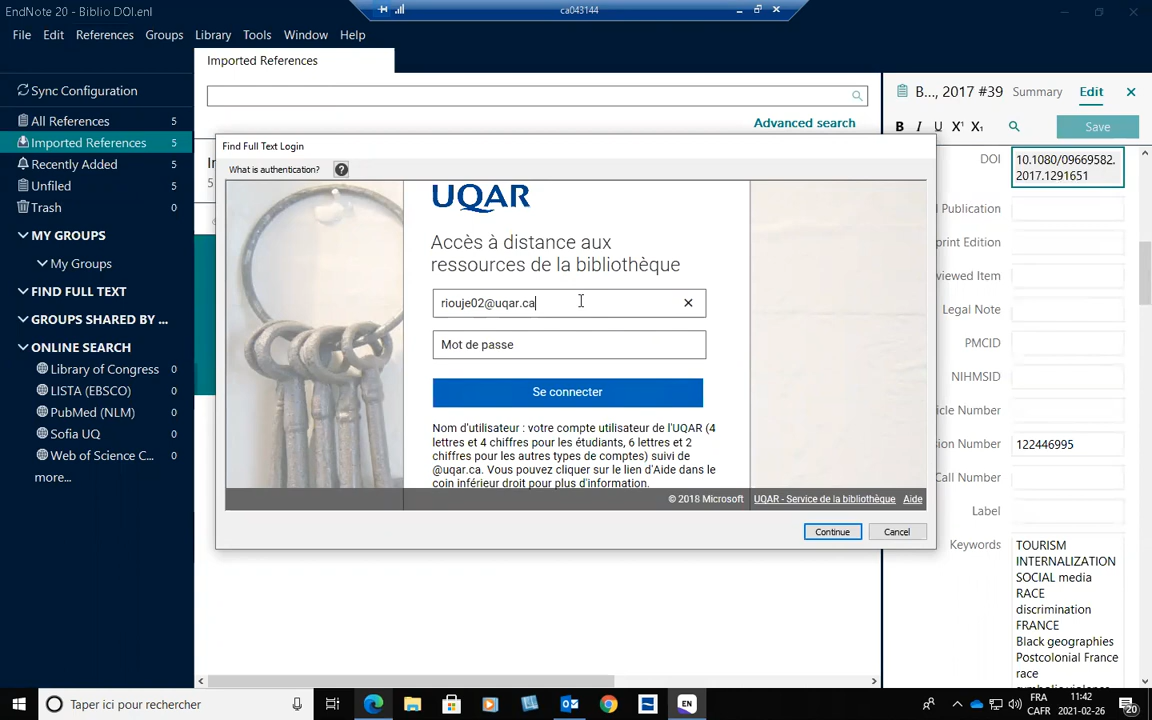 EndNote 20 - Biblio DOI.enl
ca043144
File Edit References Groups Library Tools Window Help
Imported References
Sync Configuration
All References 5
Imported References 5
Recently Added 5
Unfiled 5
Trash 0
MY GROUPS
My Groups
FIND FULL TEXT
GROUPS SHARED BY ...
ONLINE SEARCH
Library of Congress 0
LISTA (EBSCO) 0
PubMed (NLM) 0
Sofia UQ 0
Web of Science C... 0
more...
Advanced search
Find Full Text Login
What is authentication? ?
UQAR
Accès à distance aux
ressources de la bibliothèque
riouje02@uqar.ca
Mot de passe
Se connecter
Nom d'utilisateur : votre compte utilisateur de l'UQAR (4
lettres et 4 chiffres pour les étudiants, 6 lettres et 2
chiffres pour les autres types de comptes) suivi de
@uqar.ca. Vous pouvez cliquer sur le lien d'Aide dans le
coin inférieur droit pour plus d'information.
© 2018 Microsoft UQAR - Service de la bibliothèque Aide
Continue Cancel
B..., 2017 #39 Summary Edit
B I U X¹ X₁ Save
DOI 10.1080/09669582.
2017.1291651
Publication
print Edition
viewed Item
Legal Note
PMCID
NIHMSID
icle Number
sion Number 122446995
Call Number
Label
Keywords TOURISM
INTERNALIZATION
SOCIAL media
RACE
discrimination
FRANCE
Black geographies
Postcolonial France
race
Taper ici pour rechercher
EN
FRA
CAFR
11:42
2021-02-26
20